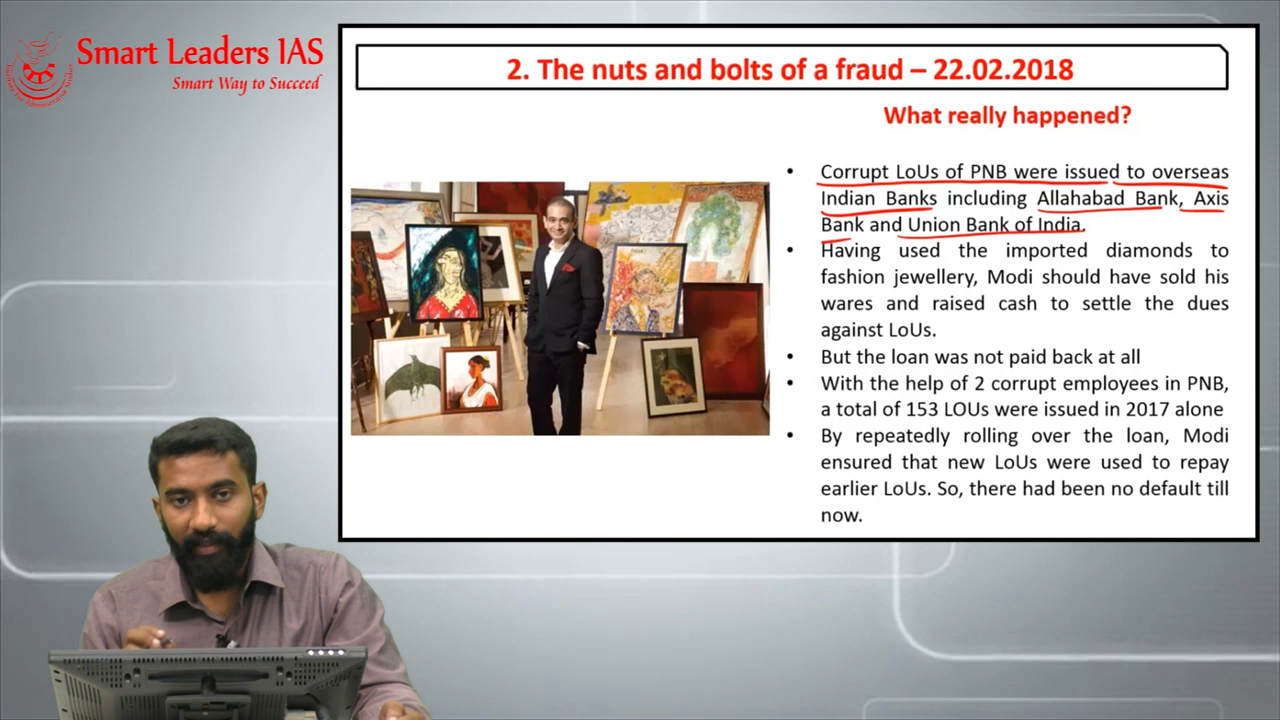 Smart Leaders IAS
Smart Way to Succeed
2. The nuts and bolts of a fraud – 22.02.2018
What really happened?
• Corrupt LoUs of PNB were issued to overseas
Indian Banks including Allahabad Bank, Axis
Bank and Union Bank of India.
• Having used the imported diamonds to
fashion jewellery, Modi should have sold his
wares and raised cash to settle the dues
against LoUs.
• But the loan was not paid back at all
• With the help of 2 corrupt employees in PNB,
a total of 153 LOUs were issued in 2017 alone
• By repeatedly rolling over the loan, Modi
ensured that new LoUs were used to repay
earlier LoUs. So, there had been no default till
now.